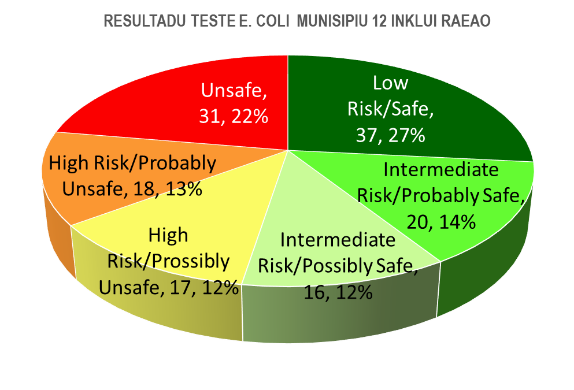 RESULTADU TESTE E. COLI MUNISIPIU 12 INKLUI RAEAO
Low
Risk/Safe,
37, 27%
Intermediate
Risk/Probably Safe,
20, 14%
Intermediate
Risk/Possibly Safe,
16, 12%
High
Risk/Prossibly
Unsafe, 17, 12%
High Risk/Probably
Unsafe, 18, 13%
Unsafe,
31, 22%